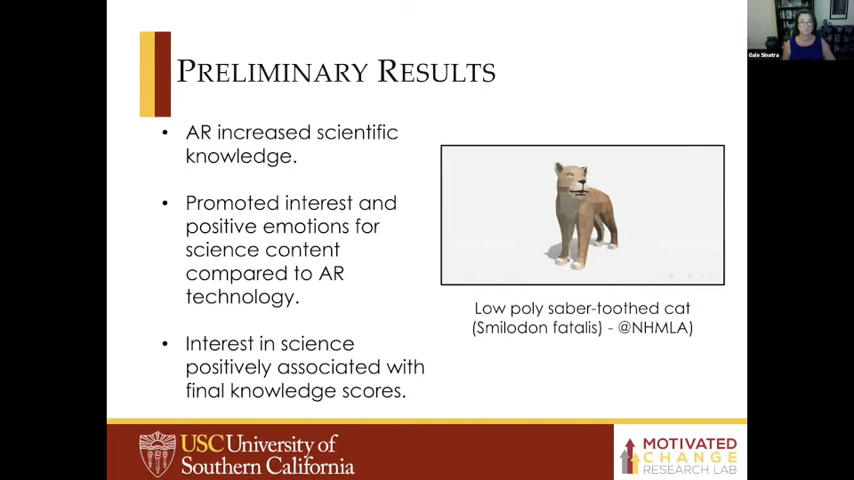 PRELIMINARY RESULTS
• AR increased scientific
knowledge.
• Promoted interest and
positive emotions for
science content
compared to AR
technology.
• Interest in science
positively associated with
final knowledge scores.
Low poly saber-toothed cat
(Smilodon fatalis) - @NHMLA)
Gale Sinatra
USC University of
Southern California
MOTIVATED
CHANGE
RESEARCH LAB